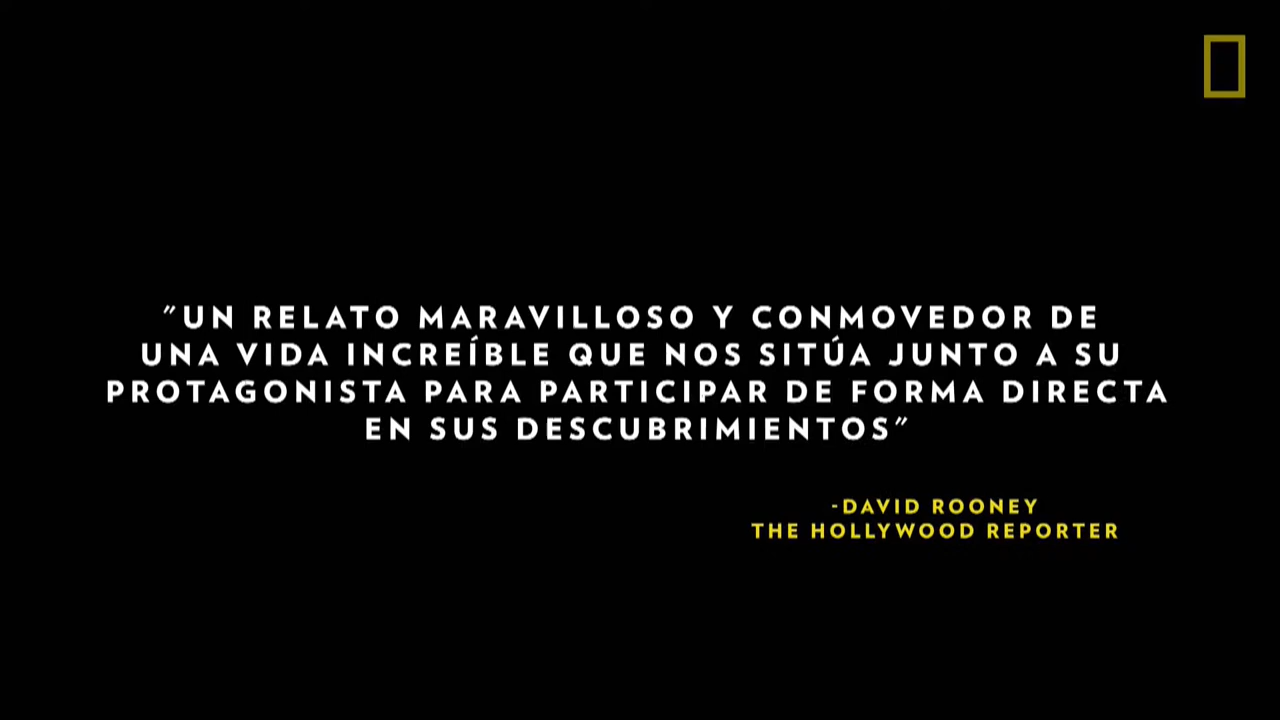 "UN RELATO MARAVILLOSO Y CONMOVEDOR DE
UNA VIDA INCREÍBLE QUE NOS SITÚA JUNTO A SU
PROTAGONISTA PARA PARTICIPAR DE FORMA DIRECTA
EN SUS DESCUBRIMIENTOS"
-DAVID ROONEY
THE HOLLYWOOD REPORTER